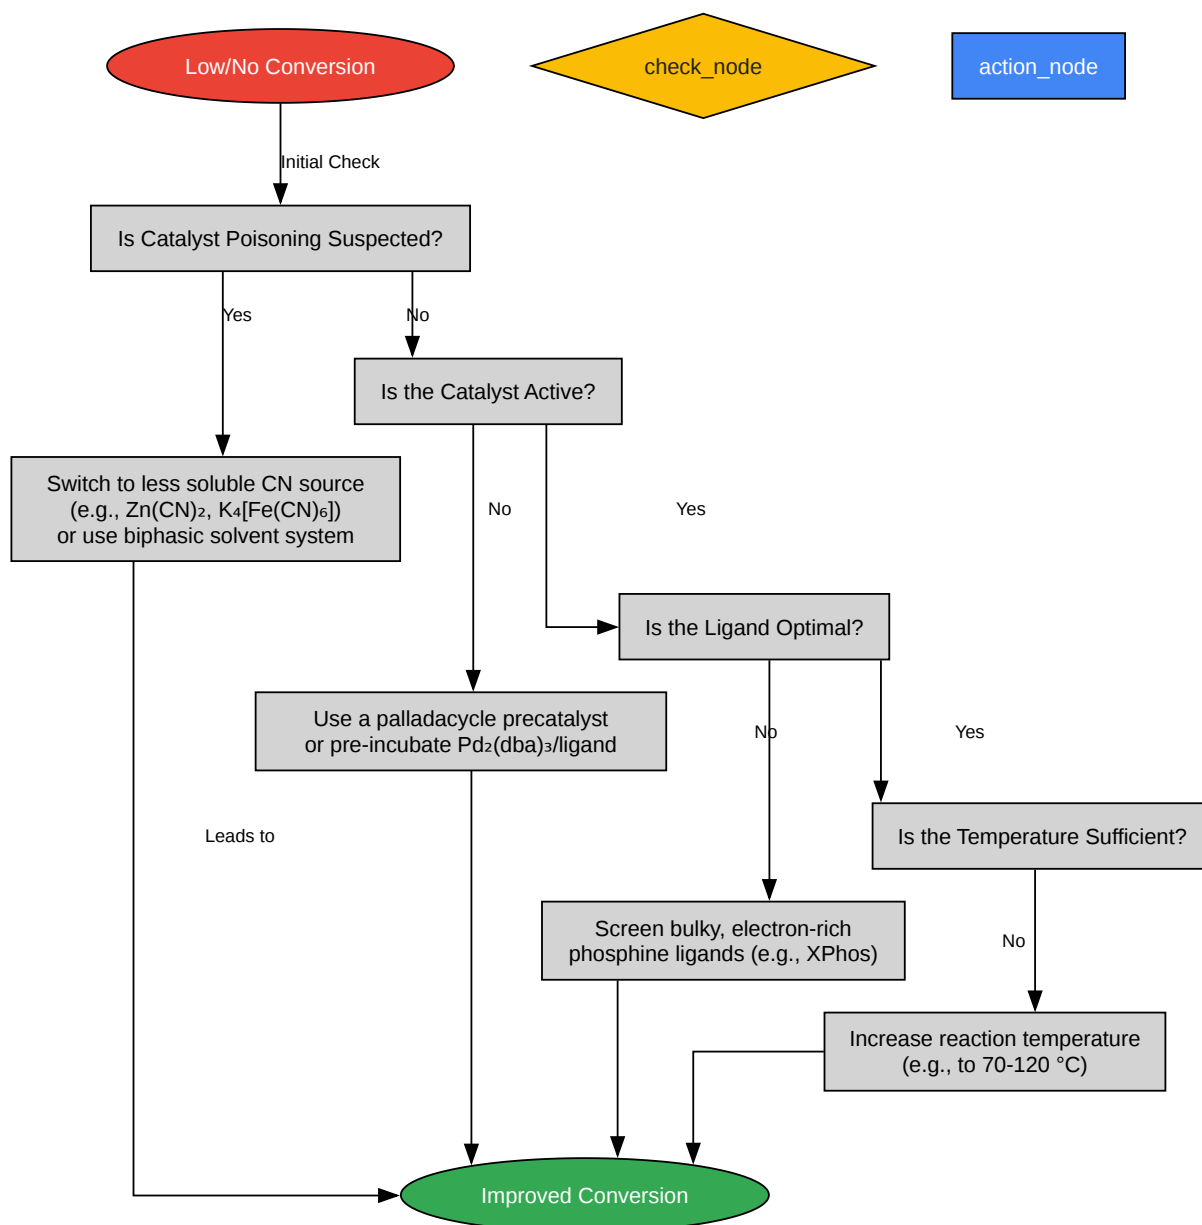 Low/No Conversion
check_node
action_node
Initial Check
Is Catalyst Poisoning Suspected?
Yes
No
Is the Catalyst Active?
Switch to less soluble CN source
(e.g., Zn(CN)₂, K₄[Fe(CN)₆])
or use biphasic solvent system
No
Yes
Is the Ligand Optimal?
Use a palladacycle precatalyst
or pre-incubate Pd₂(dba)₃/ligand
No
Yes
Leads to
Is the Temperature Sufficient?
Screen bulky, electron-rich
phosphine ligands (e.g., XPhos)
No
Increase reaction temperature
(e.g., to 70-120 °C)
Improved Conversion